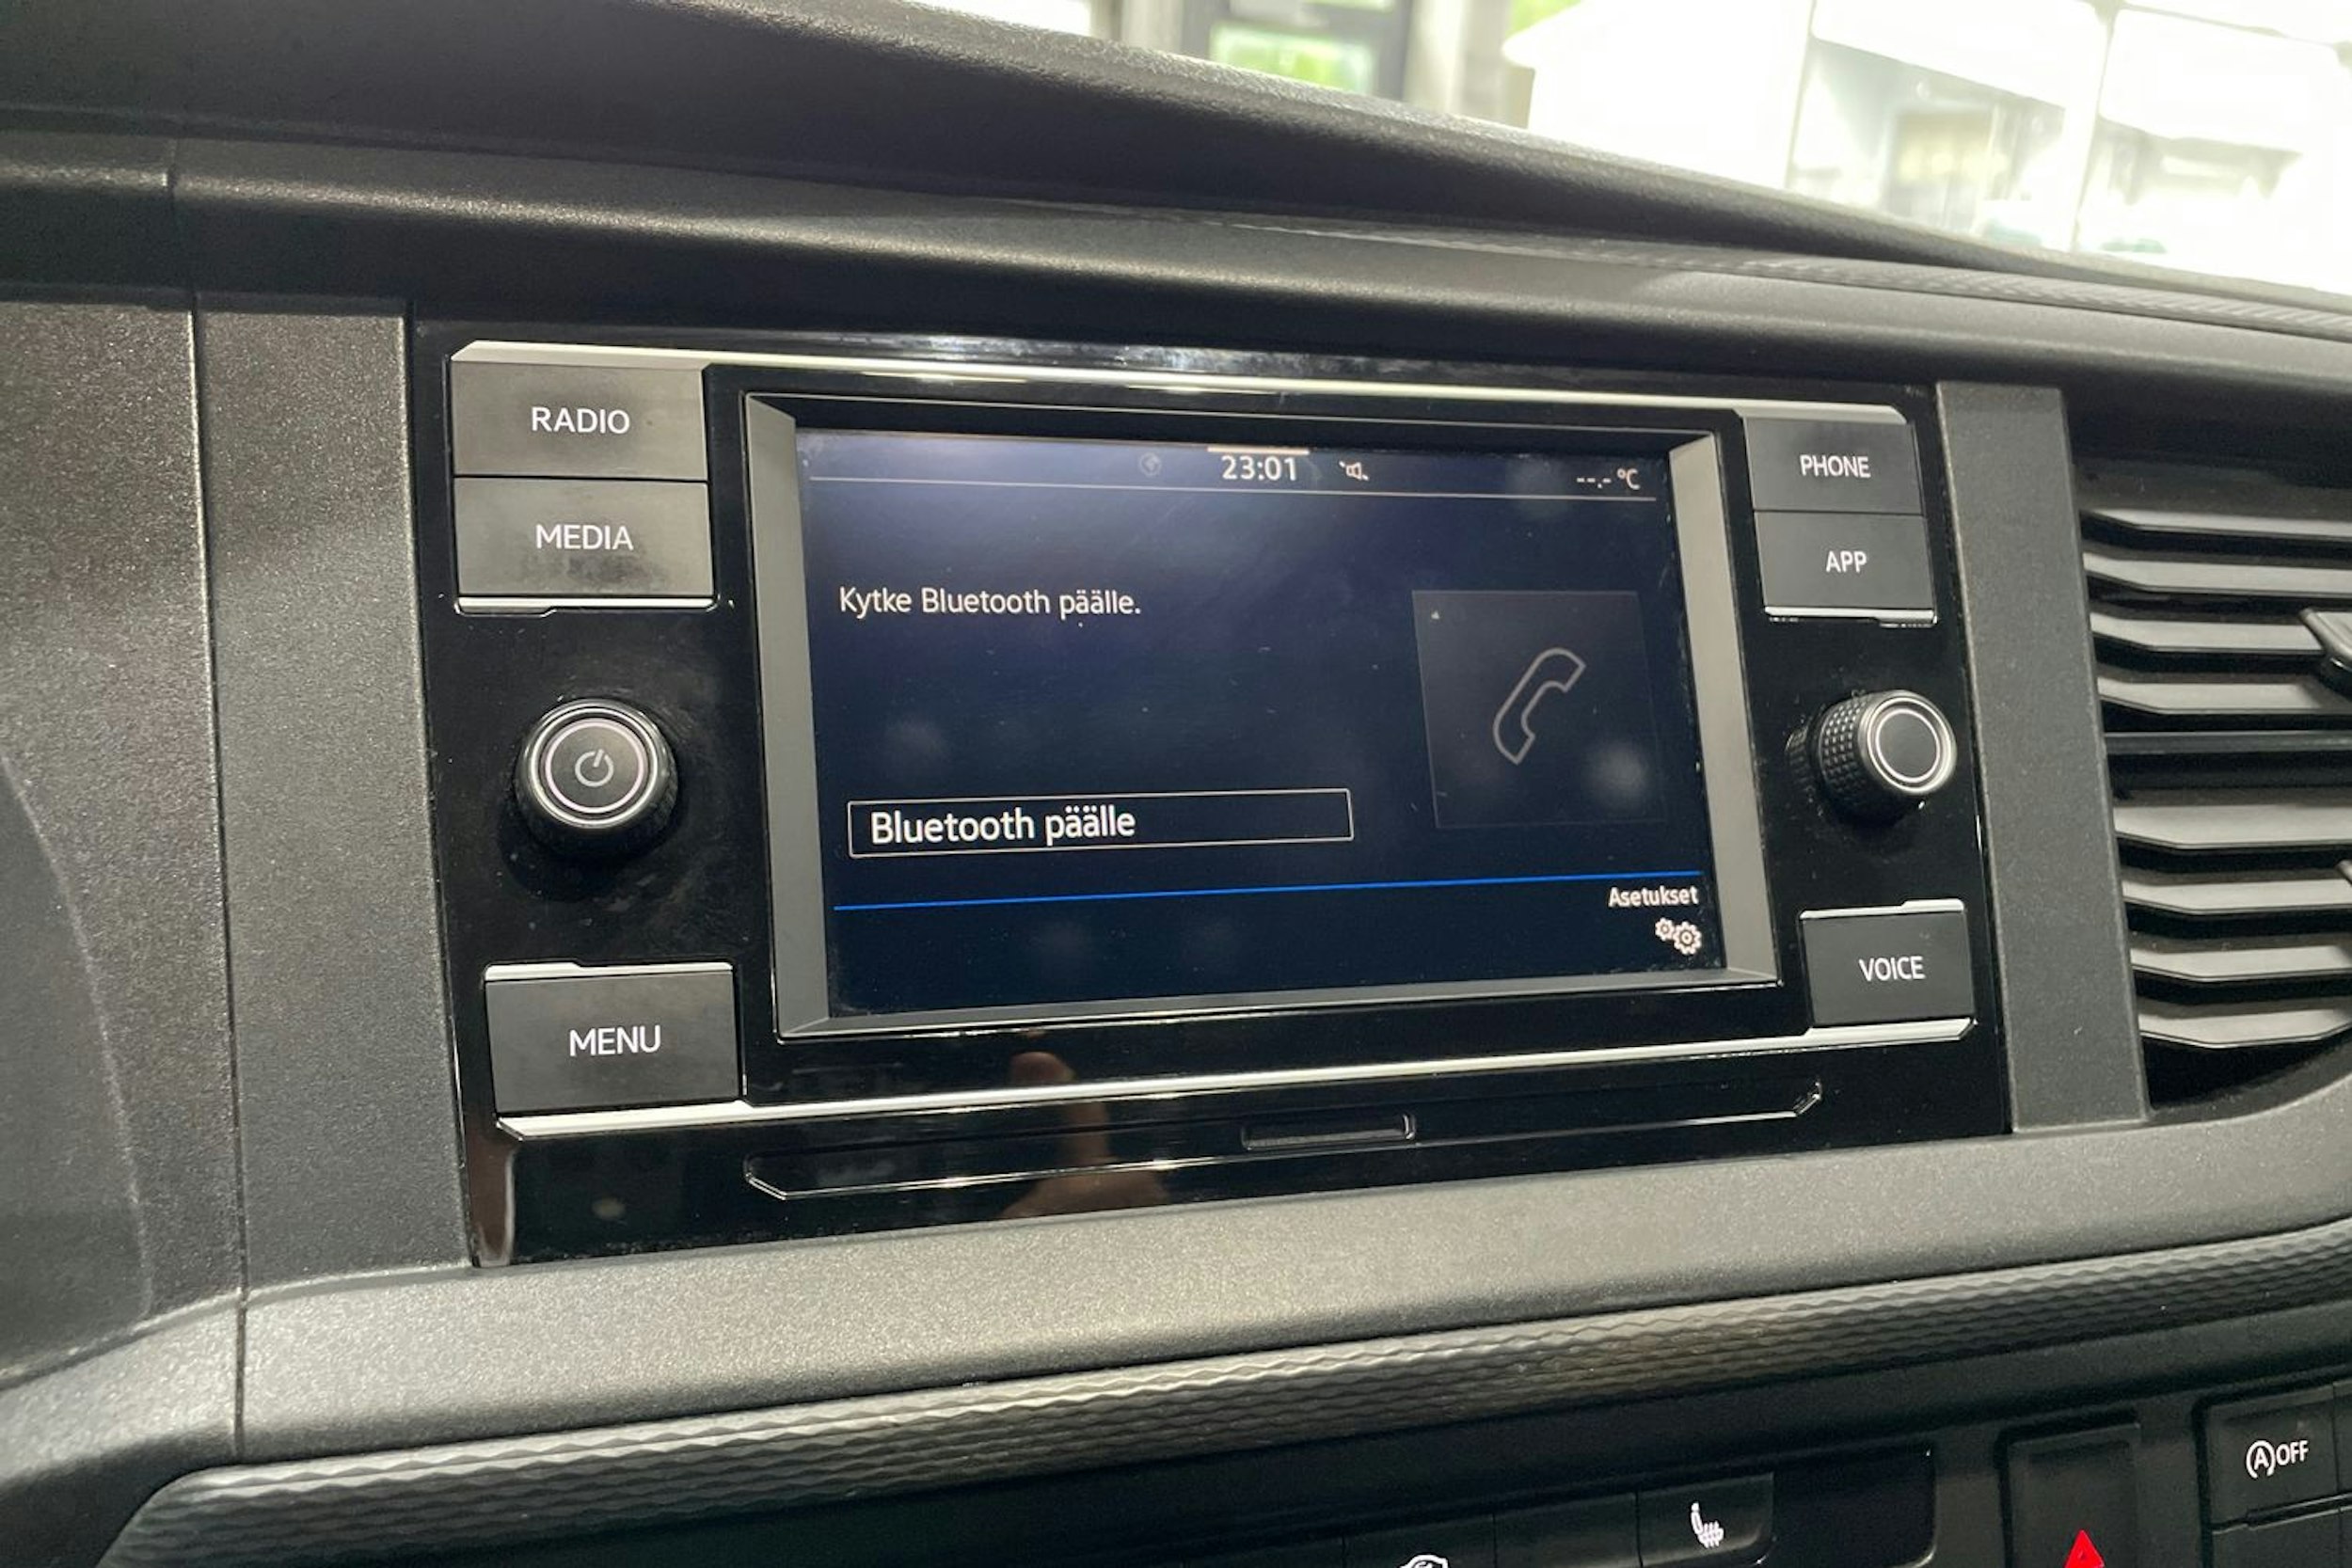 RADIO
MEDIA
MENU
23:01
--.- °C
Kytke Bluetooth päälle.
Bluetooth päälle
Asetukset
PHONE
APP
VOICE
(A) OFF